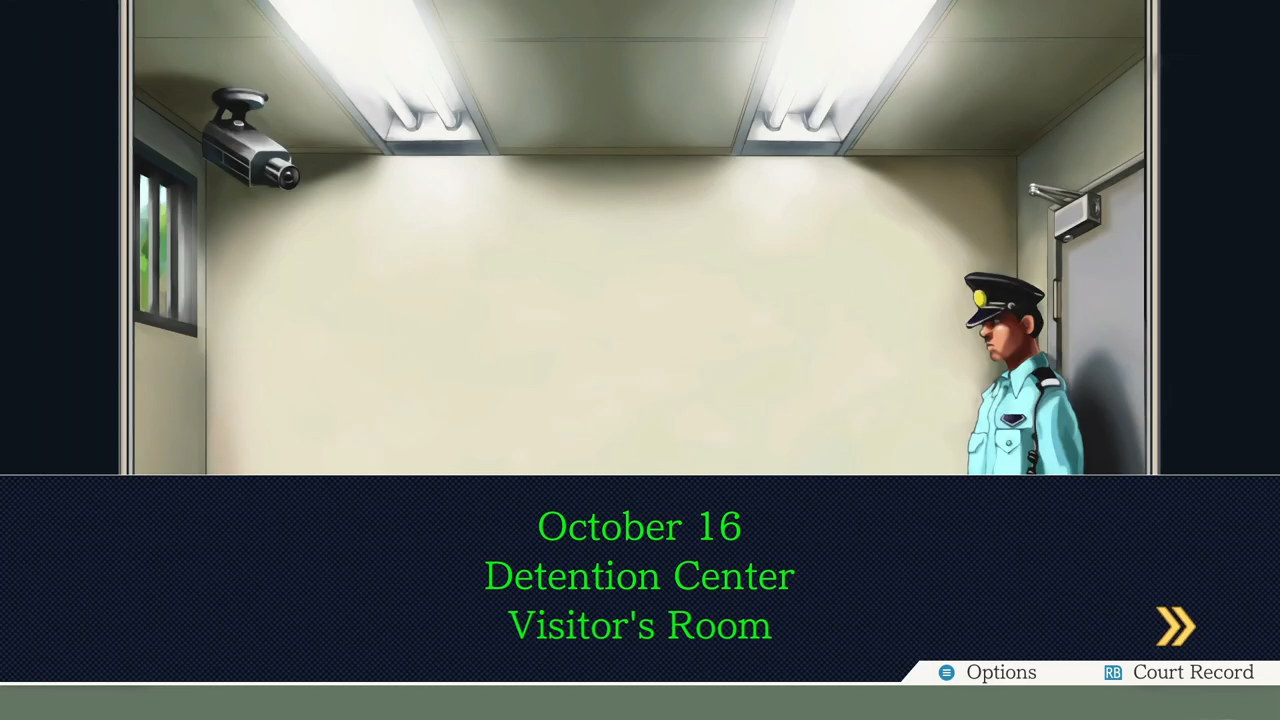 October 16
Detention Center
Visitor's Room
Options
RB Court Record